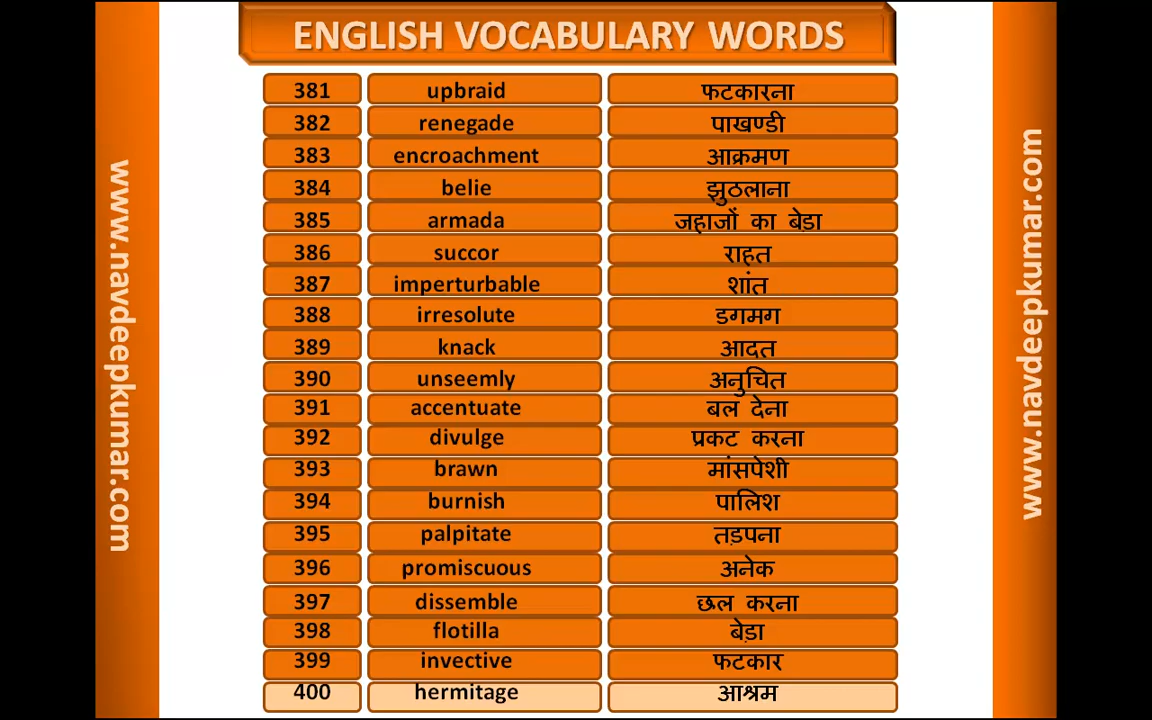 ENGLISH VOCABULARY WORDS
381 upbraid फटकारना
382 renegade पाखण्डी
383 encroachment आक्रमण
384 belie झुठलाना
385 armada जहाजों का बेड़ा
386 succor राहत
387 imperturbable शांत
388 irresolute डगमग
389 knack आदत
390 unseemly अनुचित
391 accentuate बल देना
392 divulge प्रकट करना
393 brawn मांसपेशी
394 burnish पालिश
395 palpitate तड़पना
396 promiscuous अनेक
397 dissemble छल करना
398 flotilla बेड़ा
399 invective फटकार
400 hermitage आश्रम
www.navdeepkumar.com
www.navdeepkumar.com